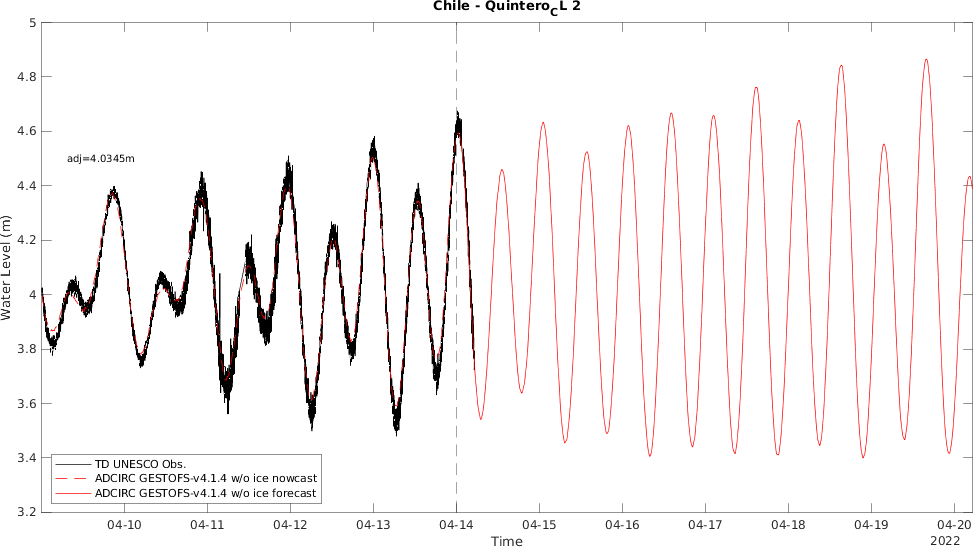 Chile - QuinteroCL 2
5
4.8
4.6
4.4
4.2
4
3.8
3.6
3.4
3.2
Water Level (m)
adj=4.0345m
TD UNESCO Obs.
ADCIRC GESTOFS-v4.1.4 w/o ice nowcast
ADCIRC GESTOFS-v4.1.4 w/o ice forecast
04-10 04-11 04-12 04-13 04-14 04-15 04-16 04-17 04-18 04-19 04-20
Time
2022